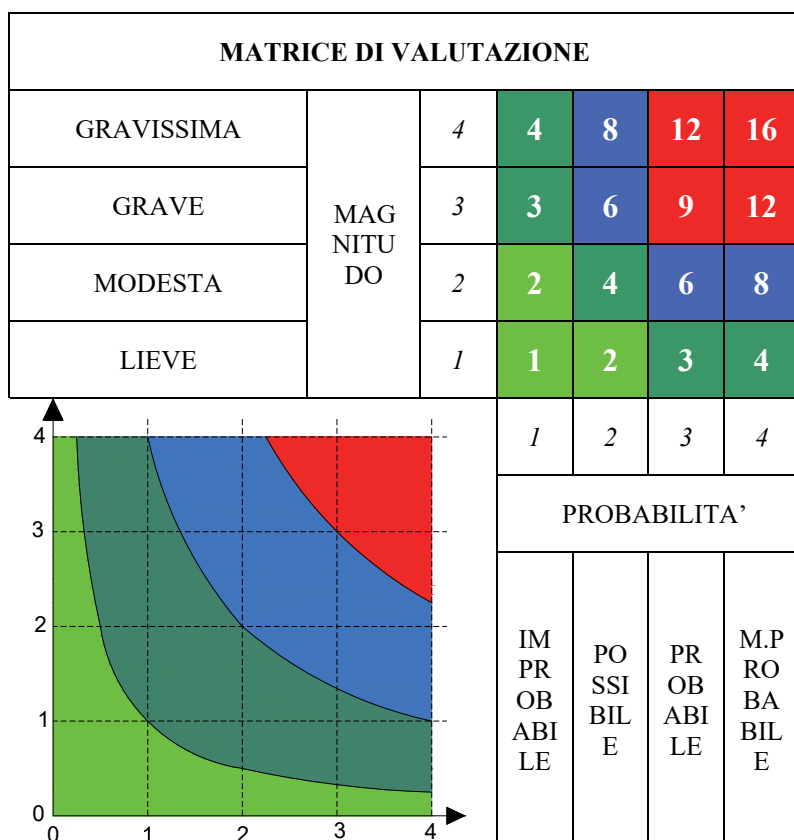 MATRICE DI VALUTAZIONE
GRAVISSIMA
4
4
8
12
16
GRAVE
MAG
NITU
DO
3
3
6
9
12
MODESTA
2
2
4
6
8
LIEVE
1
1
2
3
4
1
2
3
4
PROBABILITA’
IM
PR
OB
ABI
LE
PO
SSI
BIL
E
PR
OB
ABI
LE
M.P
RO
BA
BIL
E
4
3
2
1
0
0
1
2
3
4